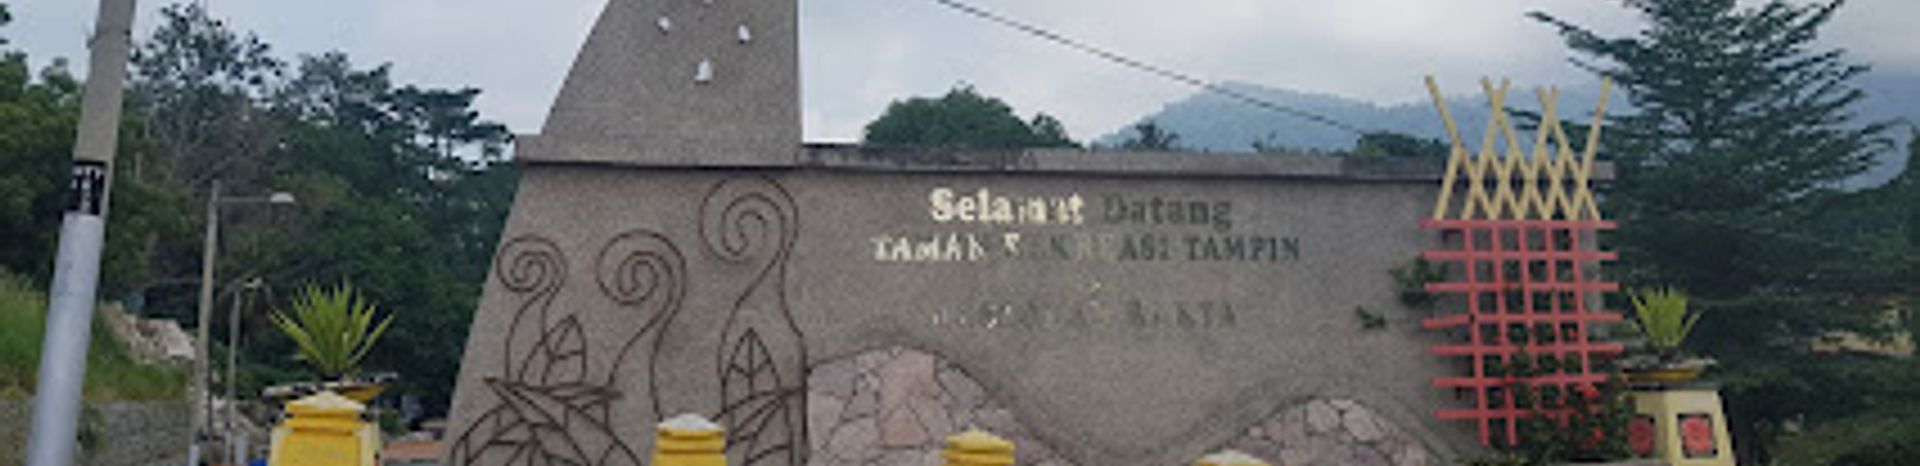 Selamat Datang
TAMAN REKREASI TAMPIN